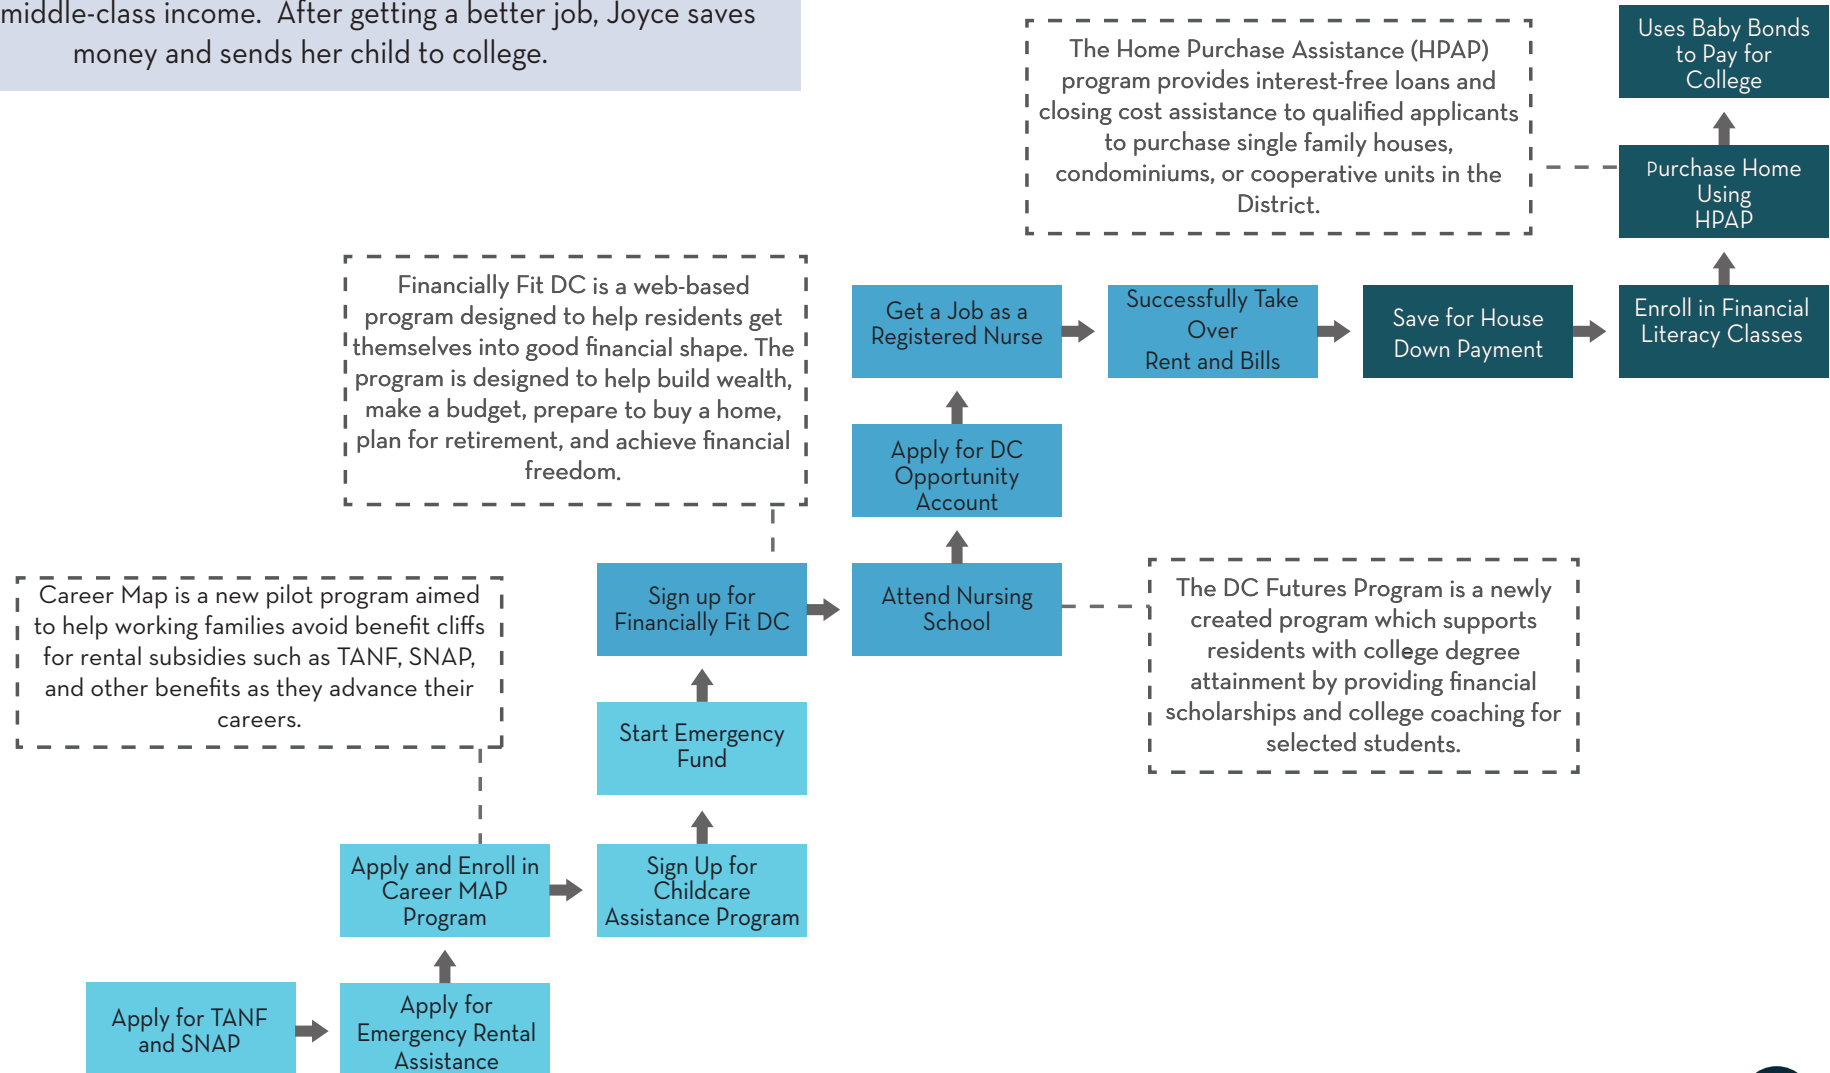 middle-class income. After getting a better job, Joyce saves
money and sends her child to college.
The Home Purchase Assistance (HPAP)
program provides interest-free loans and
closing cost assistance to qualified applicants
to purchase single family houses,
condominiums, or cooperative units in the
District.
Uses Baby Bonds
to Pay for
College
Purchase Home
Using
HPAP
Financially Fit DC is a web-based
program designed to help residents get
themselves into good financial shape. The
program is designed to help build wealth,
make a budget, prepare to buy a home,
plan for retirement, and achieve financial
freedom.
Get a Job as a
Registered Nurse
Successfully Take
Over
Rent and Bills
Save for House
Down Payment
Enroll in Financial
Literacy Classes
Apply for DC
Opportunity
Account
Career Map is a new pilot program aimed
to help working families avoid benefit cliffs
for rental subsidies such as TANF, SNAP,
and other benefits as they advance their
careers.
Sign up for
Financially Fit DC
Attend Nursing
School
The DC Futures Program is a newly
created program which supports
residents with college degree
attainment by providing financial
scholarships and college coaching for
selected students.
Start Emergency
Fund
Apply and Enroll in
Career MAP
Program
Sign Up for
Childcare
Assistance Program
Apply for TANF
and SNAP
Apply for
Emergency Rental
Assistance